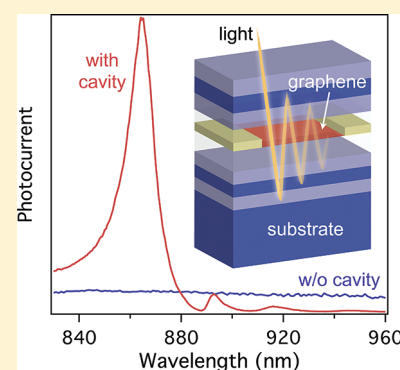 light
with
cavity
graphene
Photocurrent
substrate
w/o cavity
840
880
920
960
Wavelength (nm)